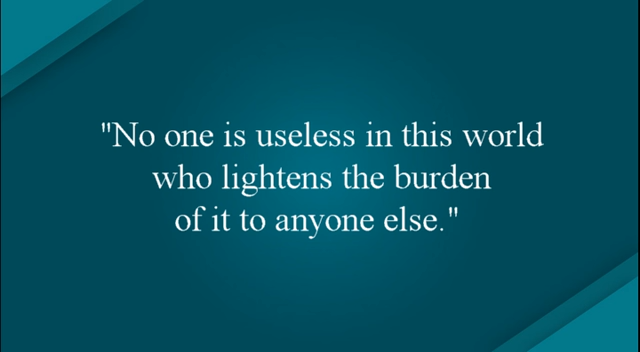 "No one is useless in this world
who lightens the burden
of it to anyone else."